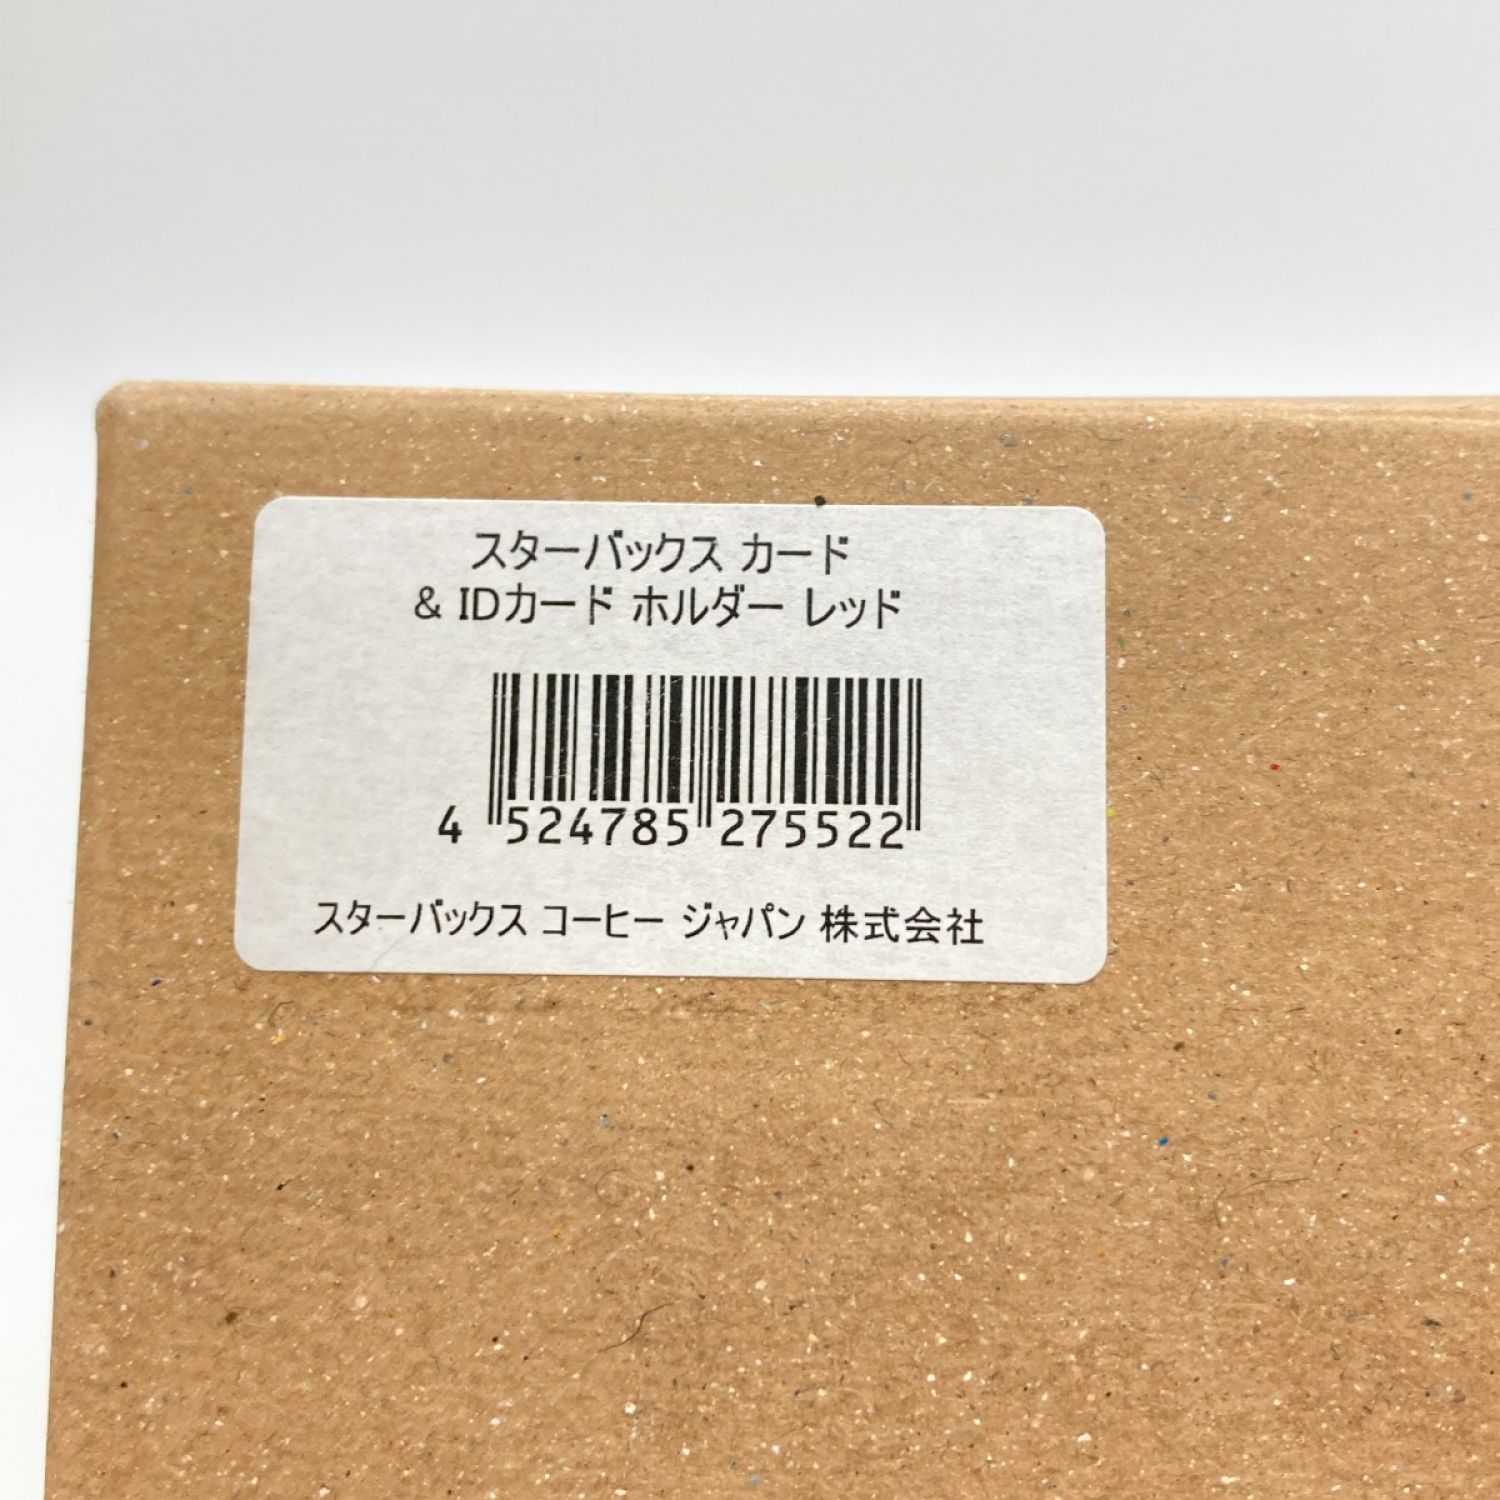 スターバックス カード
& IDカード ホルダー レッド
4 524785 275522
スターバックス コーヒー ジャパン 株式会社